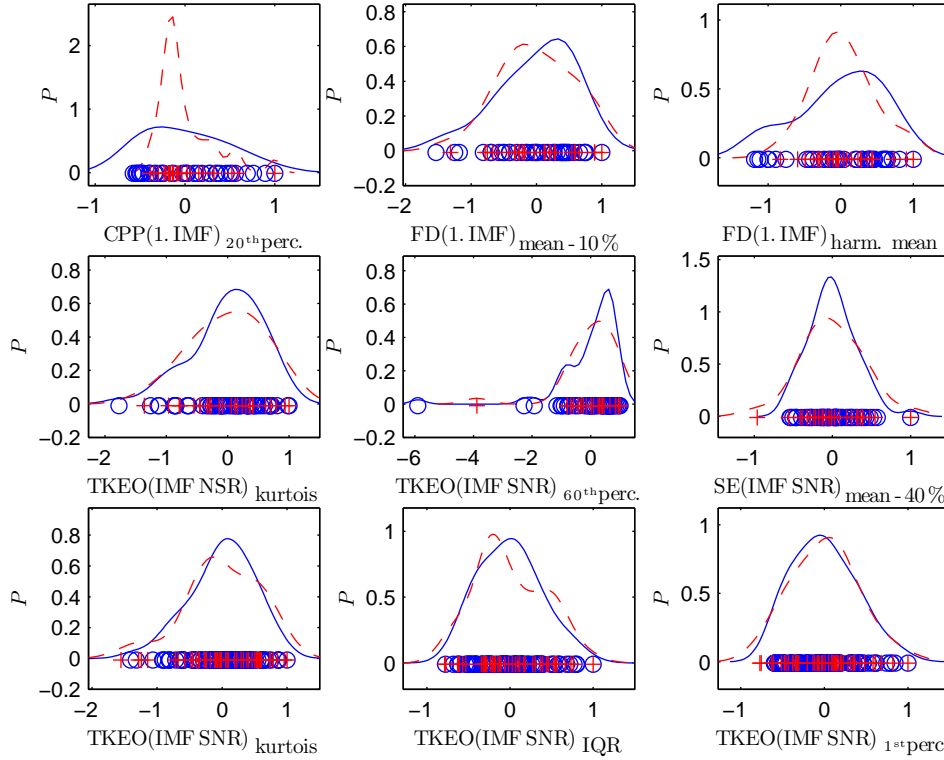 P
2
1
0
-1 0 1
CPP(1. IMF) 20th perc.
P
0.8
0.6
0.4
0.2
0
-0.2
-2 -1 0 1
FD(1. IMF) mean - 10 %
P
1
0.5
0
-1 0 1
FD(1. IMF) harm. mean
P
0.8
0.6
0.4
0.2
0
-0.2
-2 -1 0 1
TKEO(IMF NSR) kurtois
P
0.8
0.6
0.4
0.2
0
-0.2
-6 -4 -2 0
TKEO(IMF SNR) 60th perc.
P
1.5
1
0.5
0
-1 0 1
SE(IMF SNR) mean - 40 %
P
0.8
0.6
0.4
0.2
0
-0.2
-2 -1 0 1
TKEO(IMF SNR) kurtois
P
1
0.5
0
-1 0 1
TKEO(IMF SNR) IQR
P
1
0.5
0
-1 0 1
TKEO(IMF SNR) 1st perc.